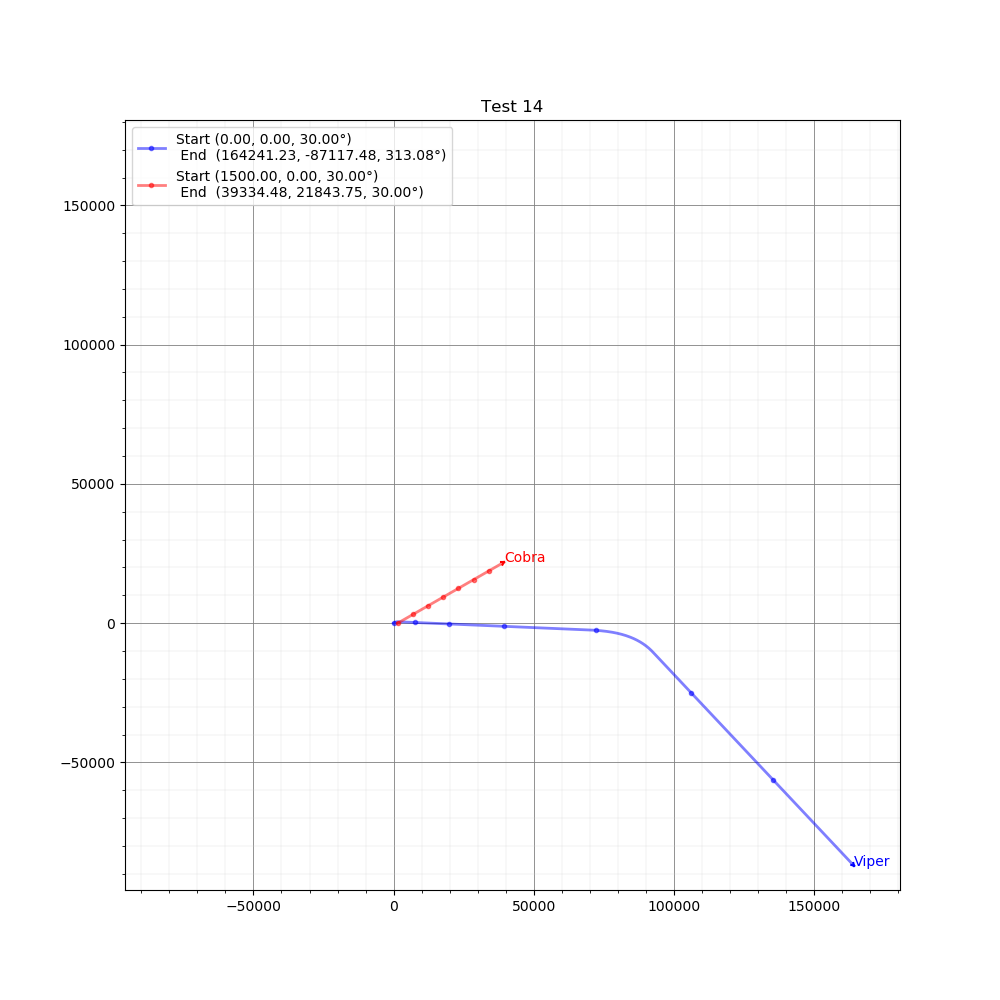 Test 14
Start (0.00, 0.00, 30.00°)
End (164241.23, -87117.48, 313.08°)
Start (1500.00, 0.00, 30.00°)
End (39334.48, 21843.75, 30.00°)
150000
100000
50000
0
−50000
Cobra
Viper
−50000
0
50000
100000
150000